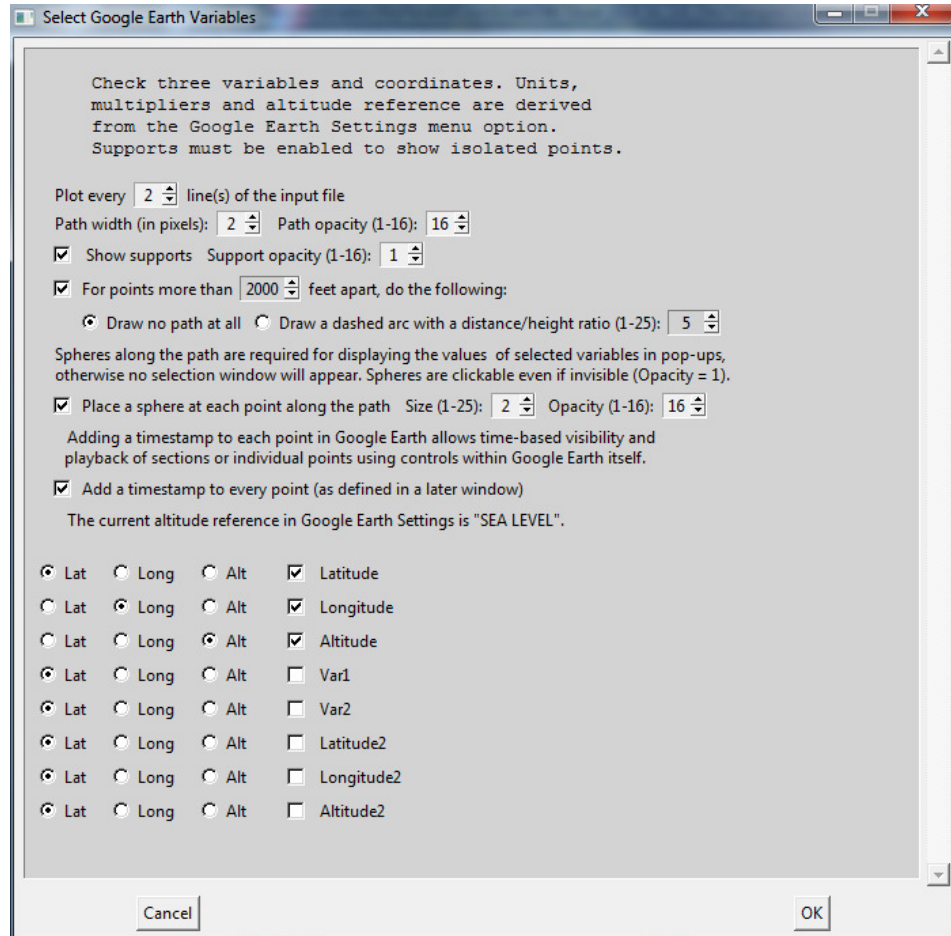 Select Google Earth Variables
Check three variables and coordinates. Units,
multipliers and altitude reference are derived
from the Google Earth Settings menu option.
Supports must be enabled to show isolated points.
Plot every 2 line(s) of the input file
Path width (in pixels): 2 Path opacity (1-16): 16
Show supports Support opacity (1-16): 1
For points more than 2000 feet apart, do the following:
Draw no path at all Draw a dashed arc with a distance/height ratio (1-25): 5
Spheres along the path are required for displaying the values of selected variables in pop-ups,
otherwise no selection window will appear. Spheres are clickable even if invisible (Opacity = 1).
Place a sphere at each point along the path Size (1-25): 2 Opacity (1-16): 16
Adding a timestamp to each point in Google Earth allows time-based visibility and
playback of sections or individual points using controls within Google Earth itself.
Add a timestamp to every point (as defined in a later window)
The current altitude reference in Google Earth Settings is "SEA LEVEL".
Lat Long Alt Latitude
Lat Long Alt Longitude
Lat Long Alt Altitude
Lat Long Alt Var1
Lat Long Alt Var2
Lat Long Alt Latitude2
Lat Long Alt Longitude2
Lat Long Alt Altitude2
Cancel OK